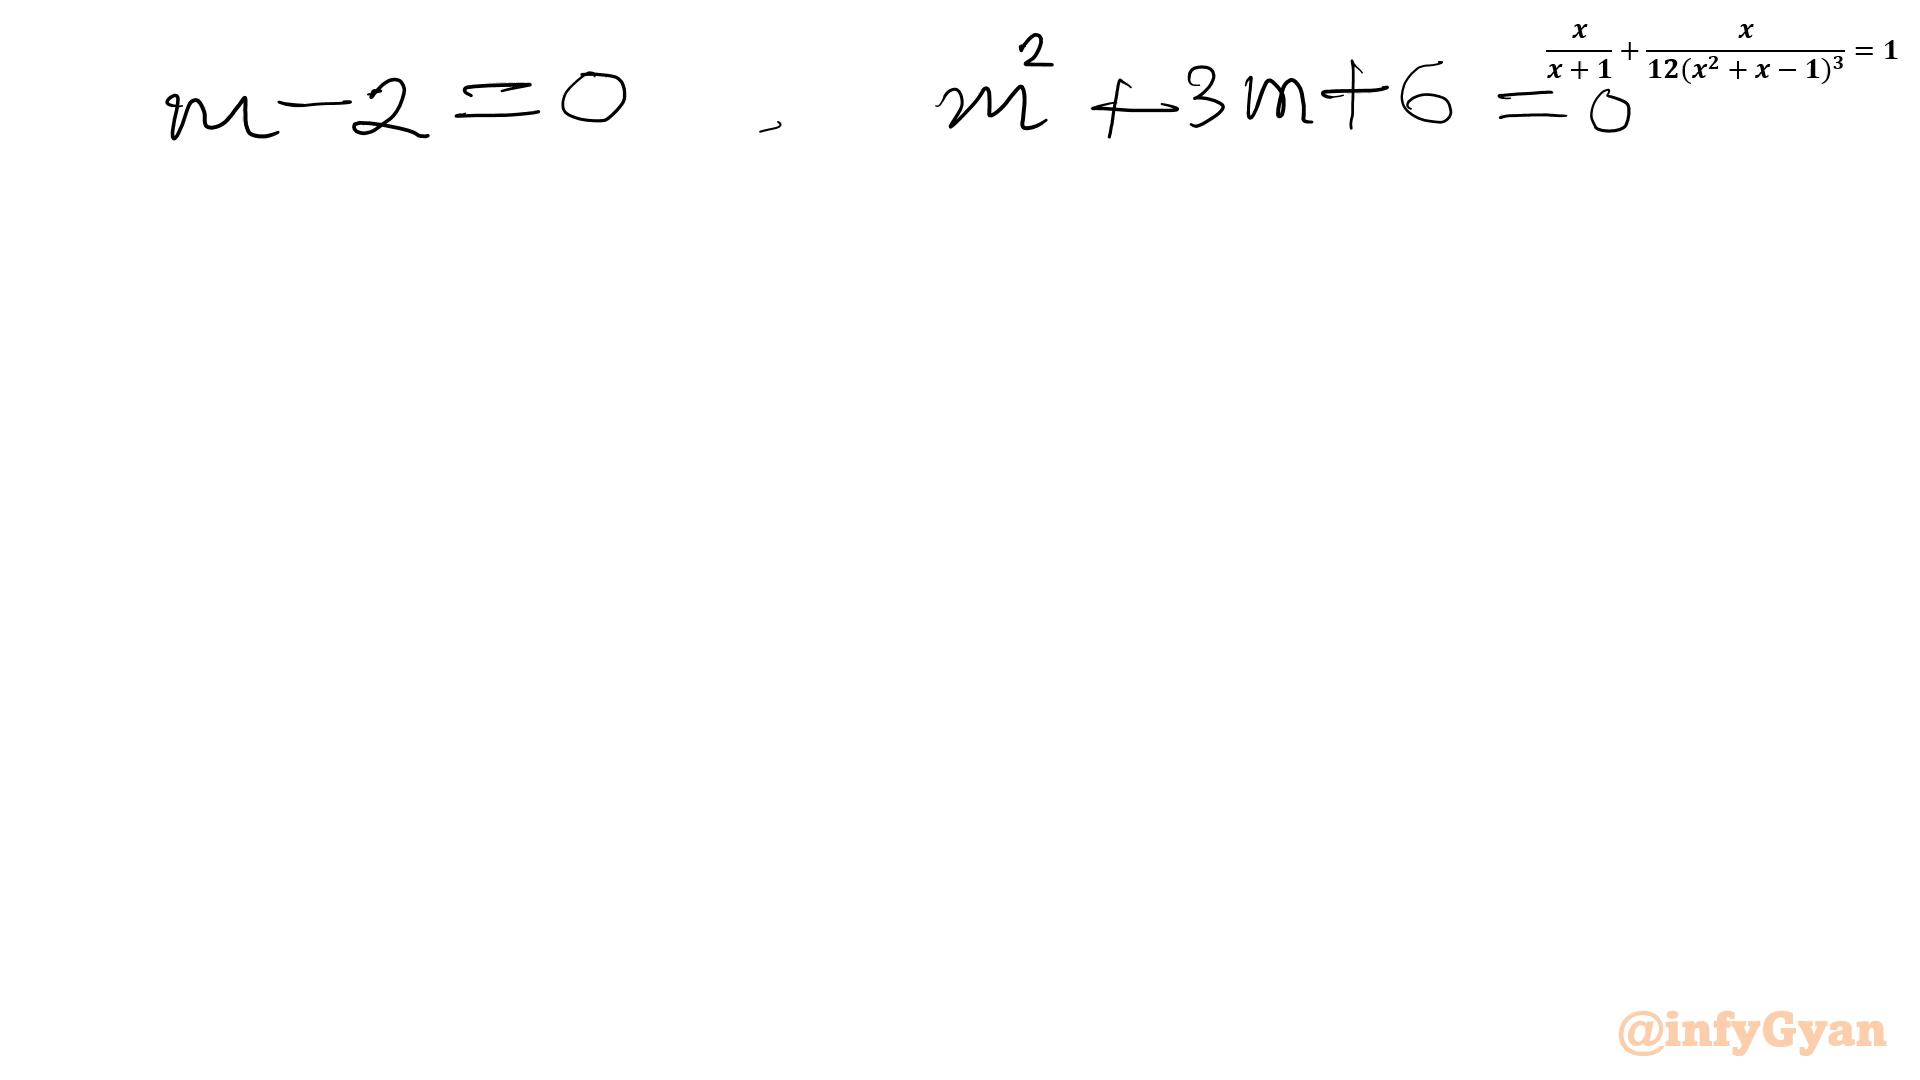 m - 2 = 0 , m² + 3m + 6 = 0
x/(x + 1) + x/(12(x² + x − 1)³) = 1
@infyGyan